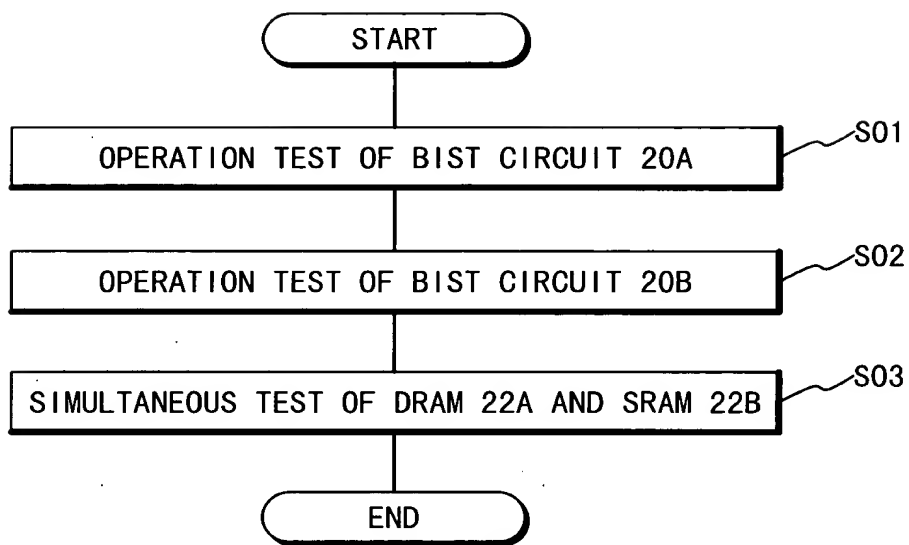 START
OPERATION TEST OF BIST CIRCUIT 20A
S01
OPERATION TEST OF BIST CIRCUIT 20B
S02
SIMULTANEOUS TEST OF DRAM 22A AND SRAM 22B
S03
END